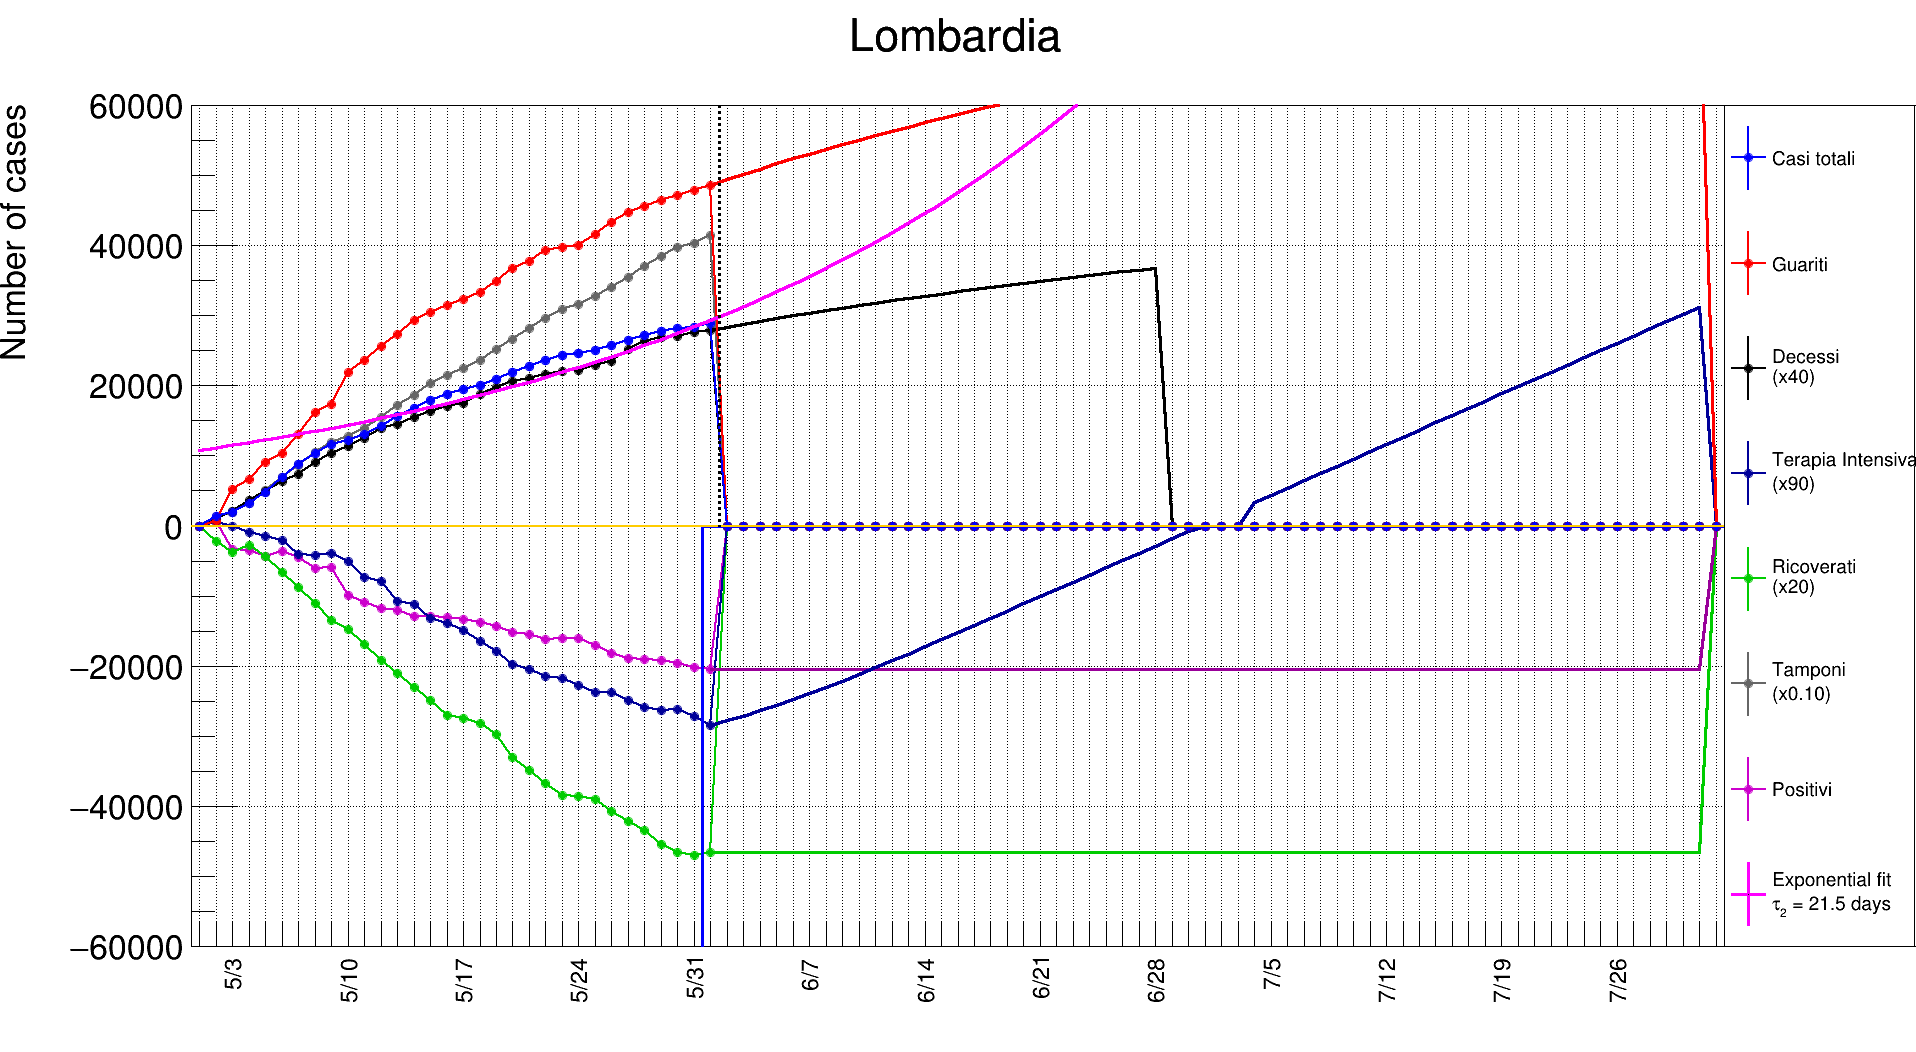 Lombardia
Number of cases
60000
40000
20000
0
−20000
−40000
−60000
5/3
5/10
5/17
5/24
5/31
6/7
6/14
6/21
6/28
7/5
7/12
7/19
7/26
Casi totali
Guariti
Decessi
(x40)
Terapia Intensiva
(x90)
Ricoverati
(x20)
Tamponi
(x0.10)
Positivi
Exponential fit
τ2 = 21.5 days